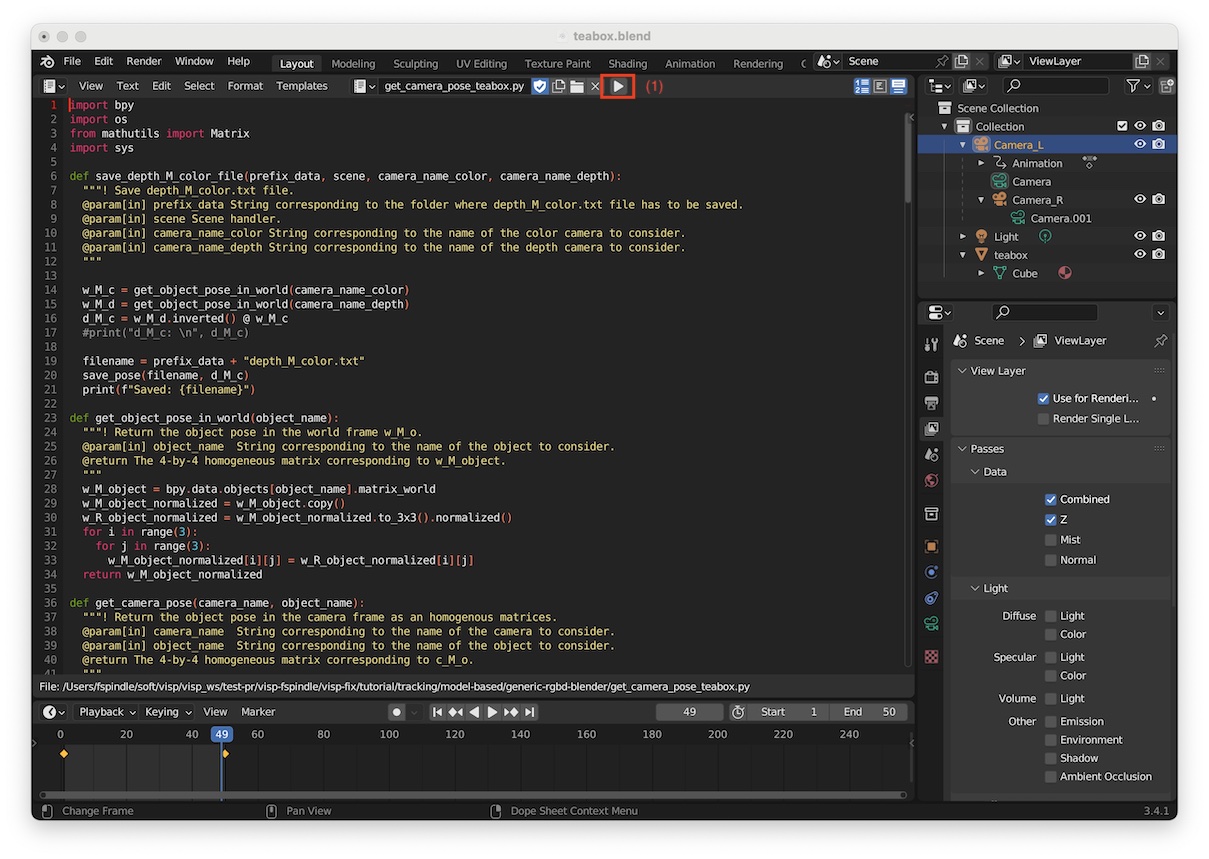 teabox.blend
File Edit Render Window Help Layout Modeling Sculpting UV Editing Texture Paint Shading Animation Rendering Scene ViewLayer
View Text Edit Select Format Templates get_camera_pose_teabox.py (1)
1 import bpy
2 import os
3 from mathutils import Matrix
4 import sys
5
6 def save_depth_M_color_file(prefix_data, scene, camera_name_color, camera_name_depth):
7 """! Save depth_M_color.txt file.
8 @param[in] prefix_data String corresponding to the folder where depth_M_color.txt file has to be saved.
9 @param[in] scene Scene handler.
10 @param[in] camera_name_color String corresponding to the name of the color camera to consider.
11 @param[in] camera_name_depth String corresponding to the name of the depth camera to consider.
12 """
13
14 w_M_c = get_object_pose_in_world(camera_name_color)
15 w_M_d = get_object_pose_in_world(camera_name_depth)
16 d_M_c = w_M_d.inverted() @ w_M_c
17 #print("d_M_c: \n", d_M_c)
18
19 filename = prefix_data + "depth_M_color.txt"
20 save_pose(filename, d_M_c)
21 print(f"Saved: {filename}")
22
23 def get_object_pose_in_world(object_name):
24 """! Return the object pose in the world frame w_M_o.
25 @param[in] object_name  String corresponding to the name of the object to consider.
26 @return The 4-by-4 homogeneous matrix corresponding to w_M_object.
27 """
28 w_M_object = bpy.data.objects[object_name].matrix_world
29 w_M_object_normalized = w_M_object.copy()
30 w_R_object_normalized = w_M_object_normalized.to_3x3().normalized()
31 for i in range(3):
32 for j in range(3):
33 w_M_object_normalized[i][j] = w_R_object_normalized[i][j]
34 return w_M_object_normalized
35
36 def get_camera_pose(camera_name, object_name):
37 """! Return the object pose in the camera frame as an homogenous matrices.
38 @param[in] camera_name  String corresponding to the name of the camera to consider.
39 @param[in] object_name  String corresponding to the name of the object to consider.
40 @return The 4-by-4 homogeneous matrix corresponding to c_M_o.
41 """
File: /Users/fspindle/soft/visp/visp_ws/test-pr/visp-fspindle/visp-fix/tutorial/tracking/model-based/generic-rgbd-blender/get_camera_pose_teabox.py
Scene Collection
Collection
Camera_L
Animation
Camera
Camera_R
Camera.001
Light
teabox
Cube
Scene ViewLayer
View Layer
Use for Renderi...
Render Single L...
Passes
Data
Combined
Z
Mist
Normal
Light
Diffuse Light
Color
Specular Light
Color
Volume Light
Other Emission
Environment
Shadow
Ambient Occlusion
Playback Keying View Marker 49 Start 1 End 50
0 20 40 49 60 80 100 120 140 160 180 200 220 240
Change Frame Pan View Dope Sheet Context Menu 3.4.1